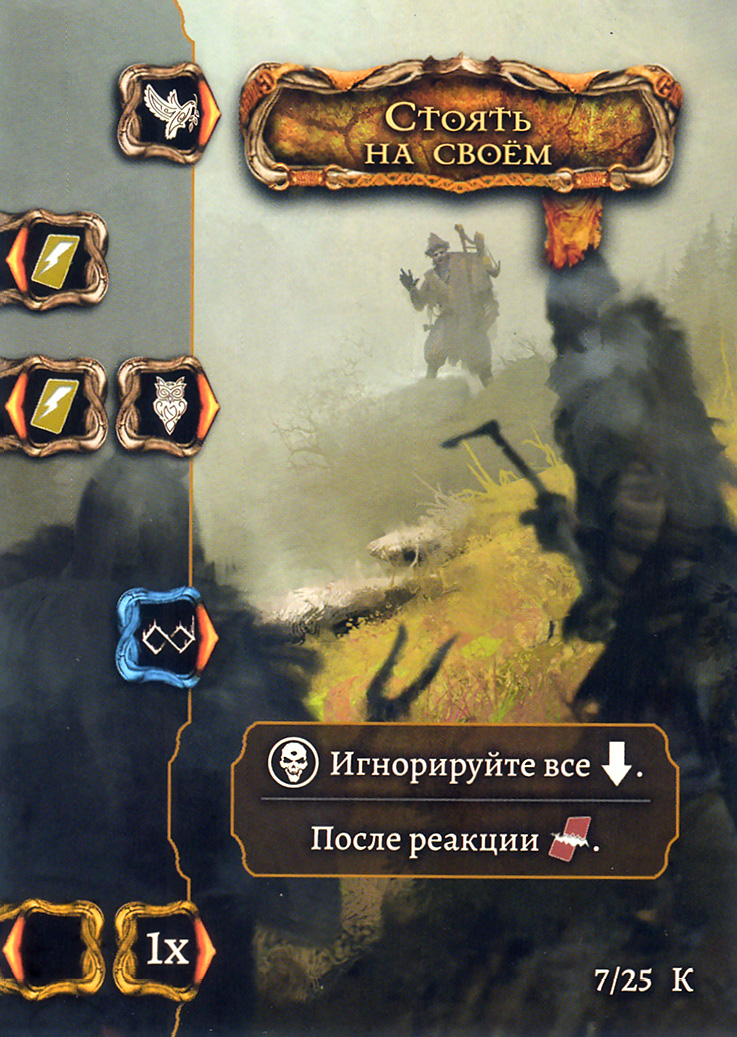 Стоять
на своём
Игнорируйте все .
После реакции .
1x
7/25 К